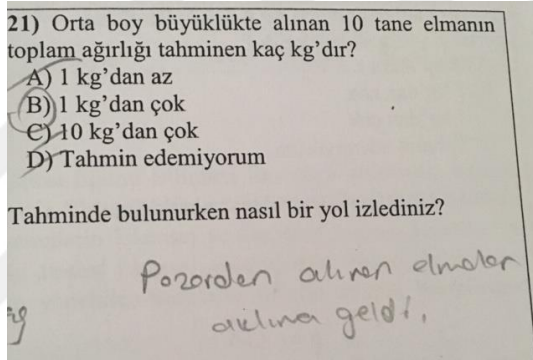 21) Orta boy büyüklükte alınan 10 tane elmanın
toplam ağırlığı tahminen kaç kg'dır?
A) 1 kg'dan az
B) 1 kg'dan çok
C) 10 kg'dan çok
D) Tahmin edemiyorum
Tahminde bulunurken nasıl bir yol izlediniz?
Pazardan alınan elmalar
aklıma geldi.